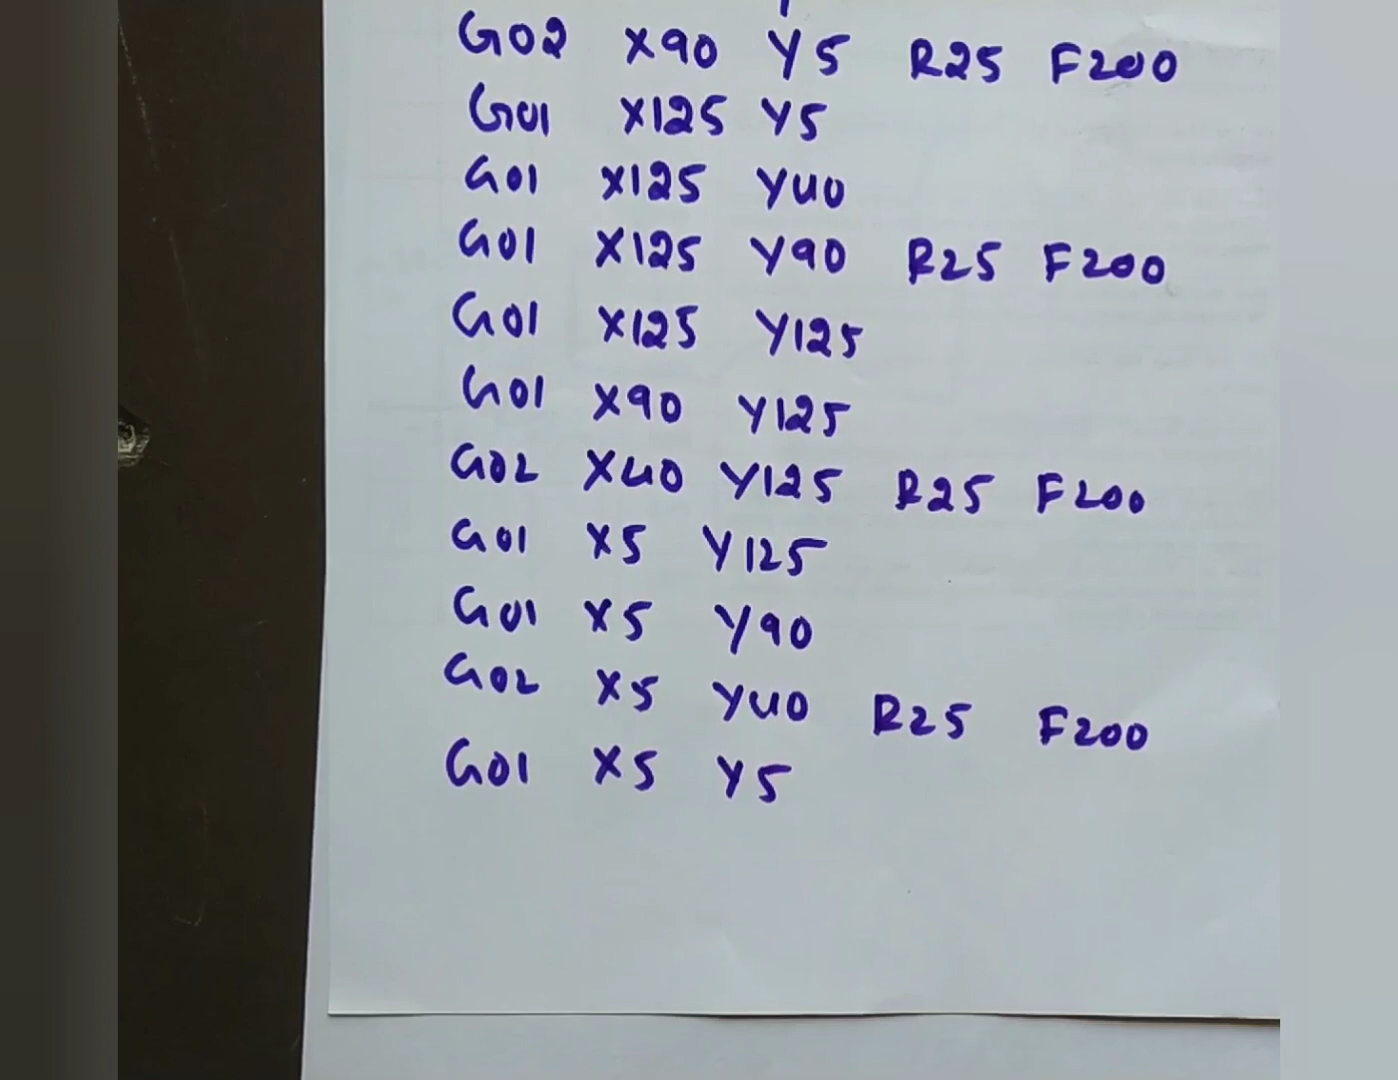 G02 X90 Y5 R25 F200
G01 X125 Y5
G01 X125 Y40
G01 X125 Y90 R25 F200
G01 X125 Y125
G01 X90 Y125
G02 X40 Y125 R25 F200
G01 X5 Y125
G01 X5 Y90
G02 X5 Y40 R25 F200
G01 X5 Y5